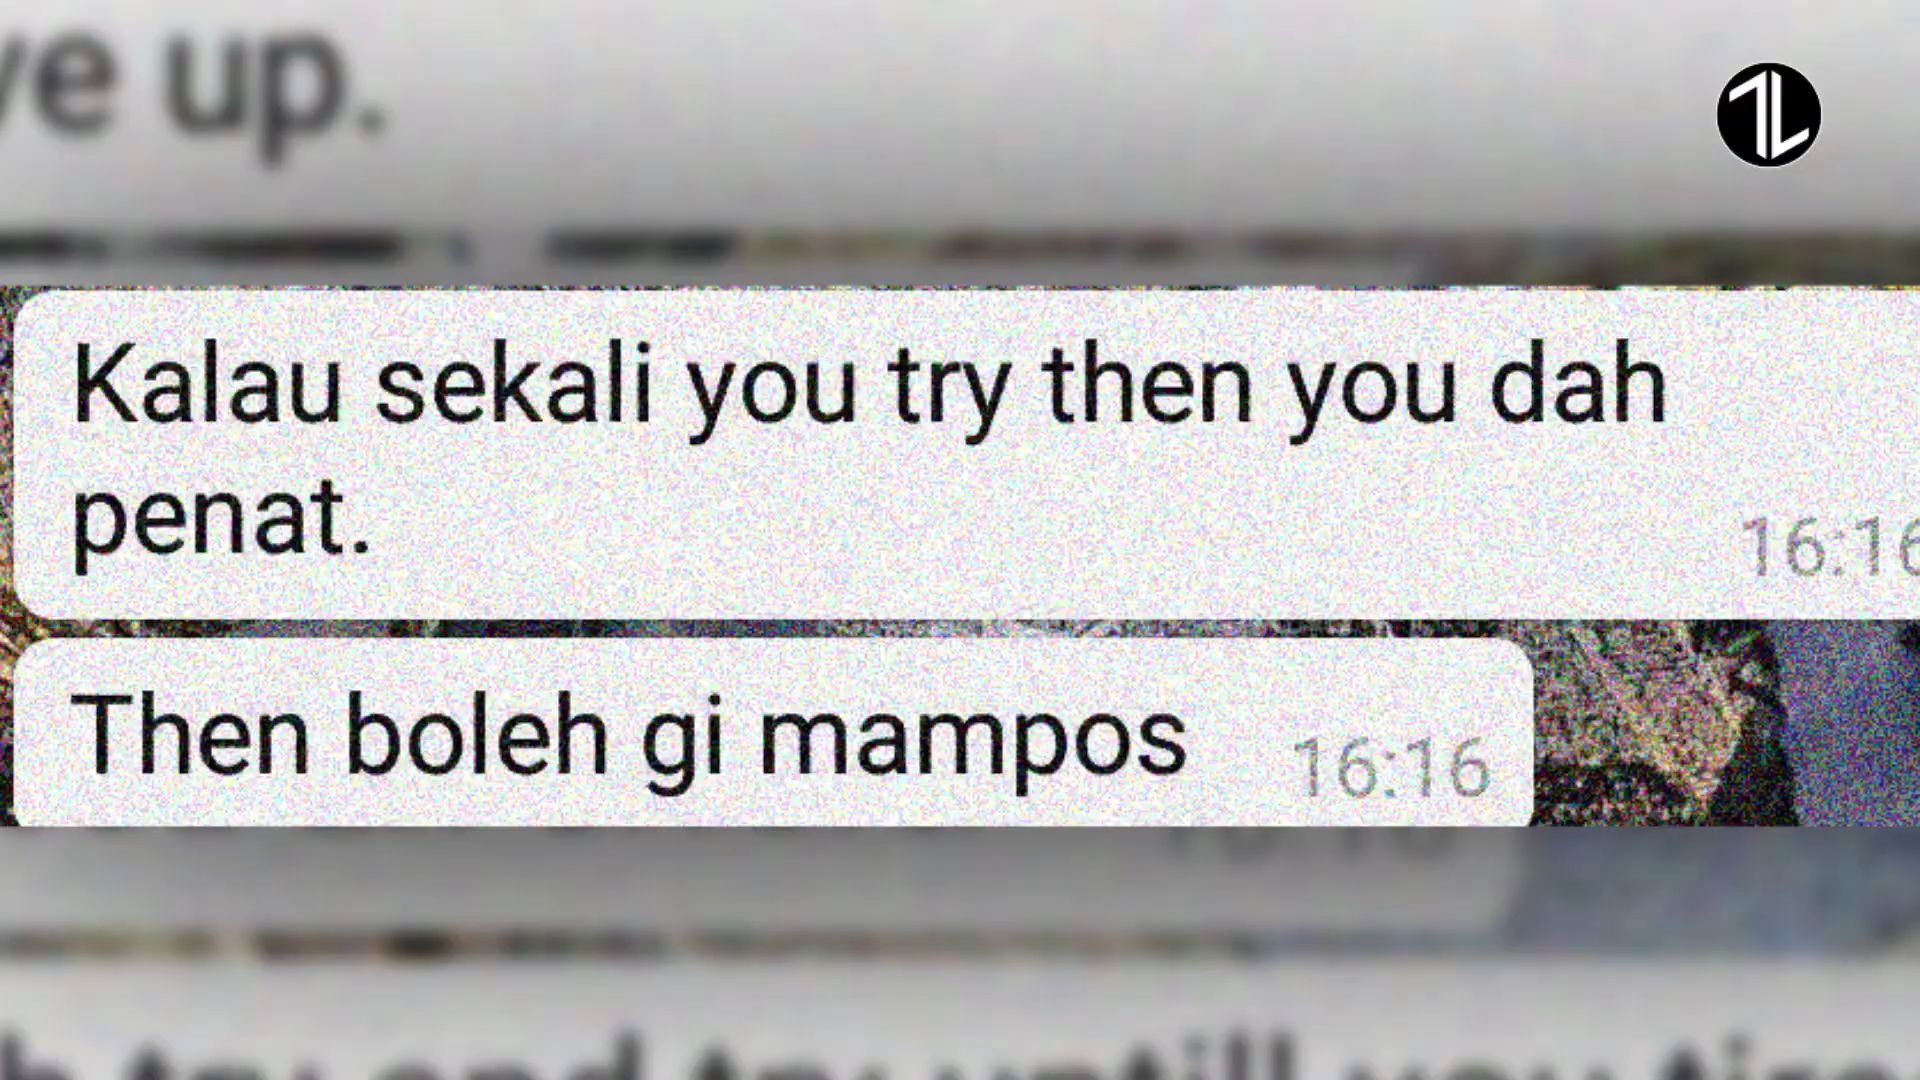 ve up.
Kalau sekali you try then you dah
penat.
16:16
Then boleh gi mampos
16:16